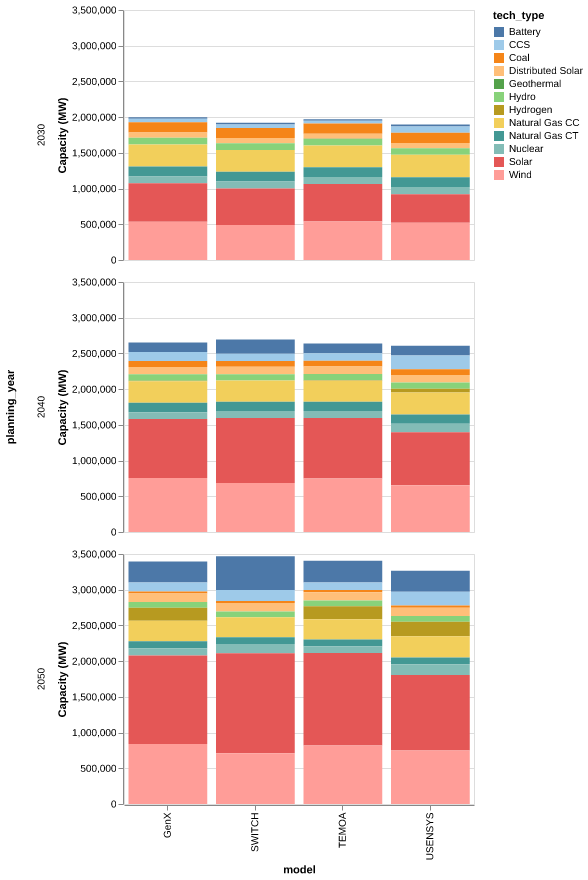 tech_type
Battery
CCS
Coal
Distributed Solar
Geothermal
Hydro
Hydrogen
Natural Gas CC
Natural Gas CT
Nuclear
Solar
Wind
planning_year
2030
Capacity (MW)
3,500,000
3,000,000
2,500,000
2,000,000
1,500,000
1,000,000
500,000
0
2040
Capacity (MW)
3,500,000
3,000,000
2,500,000
2,000,000
1,500,000
1,000,000
500,000
0
2050
Capacity (MW)
3,500,000
3,000,000
2,500,000
2,000,000
1,500,000
1,000,000
500,000
0
GenX
SWITCH
TEMOA
USENSYS
model